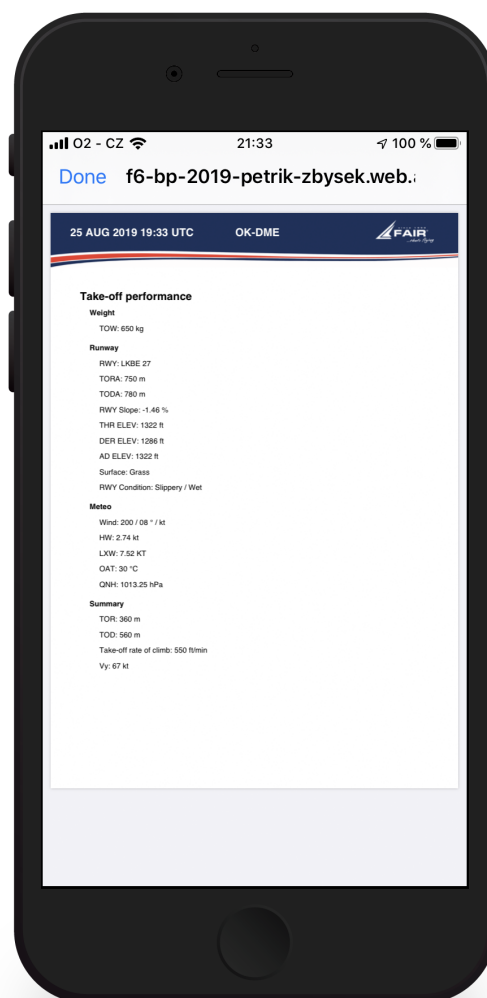 O2 - CZ 21:33 100 %
Done f6-bp-2019-petrik-zbysek.web.
25 AUG 2019 19:33 UTC OK-DME FAIR
Take-off performance
Weight
TOW: 650 kg
Runway
RWY: LKBE 27
TORA: 750 m
TODA: 780 m
RWY Slope: -1.46 %
THR ELEV: 1322 ft
DER ELEV: 1286 ft
AD ELEV: 1322 ft
Surface: Grass
RWY Condition: Slippery / Wet
Meteo
Wind: 200 / 08 ° / kt
HW: 2.74 kt
LXW: 7.52 KT
OAT: 30 °C
QNH: 1013.25 hPa
Summary
TOR: 360 m
TOD: 560 m
Take-off rate of climb: 550 ft/min
Vy: 67 kt